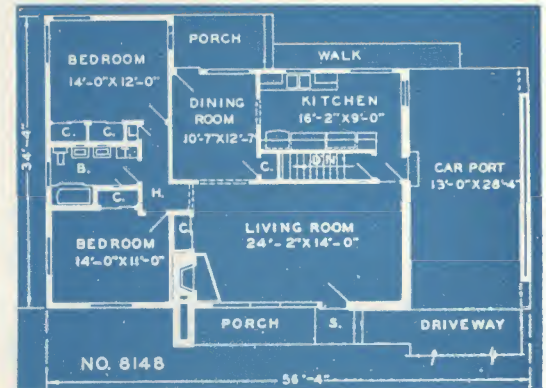 PORCH
WALK
BEDROOM
14'-0"X12'-0"
DINING
ROOM
10'-7"X12'-7"
KITCHEN
16'-2"X9'-0"
C.
C.
L.
34'-4"
B.
C.
DN.
CAR PORT
13'-0"X28'-4"
C.
H.
C.
LIVING ROOM
24'-2"X14'-0"
BEDROOM
14'-0"X11'-0"
PORCH
S.
DRIVEWAY
NO. 8148
56'-4"